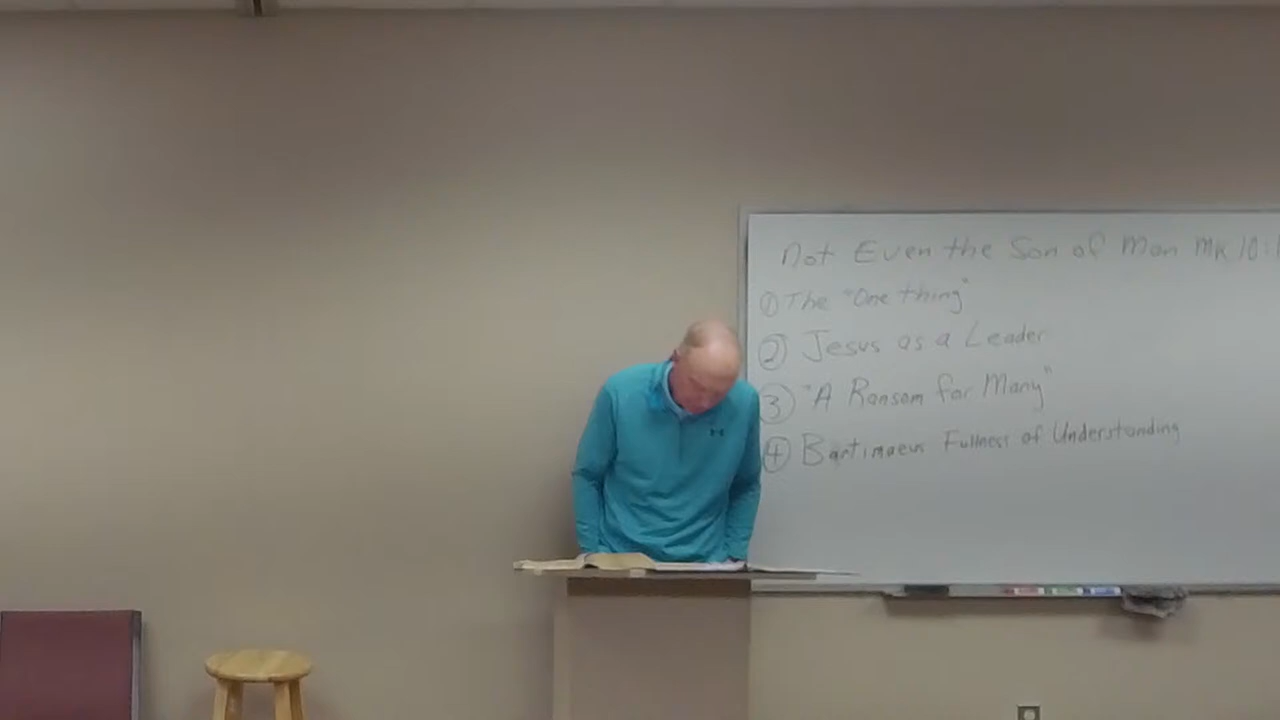 Not Even the Son of Man Mk 10:
① The "One thing"
② Jesus as a Leader
③ "A Ransom for Many"
④ Bartimaeus Fullness of Understanding